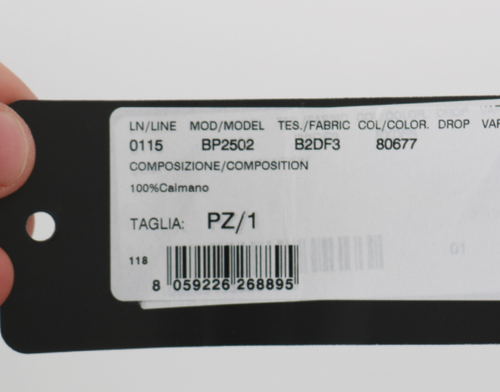 LN/LINE MOD/MODEL TES./FABRIC COL/COLOR. DROP VAR
0115 BP2502 B2DF3 80677
COMPOSIZIONE/COMPOSITION
100%Caimano
TAGLIA: PZ/1
118
8 059226 268895